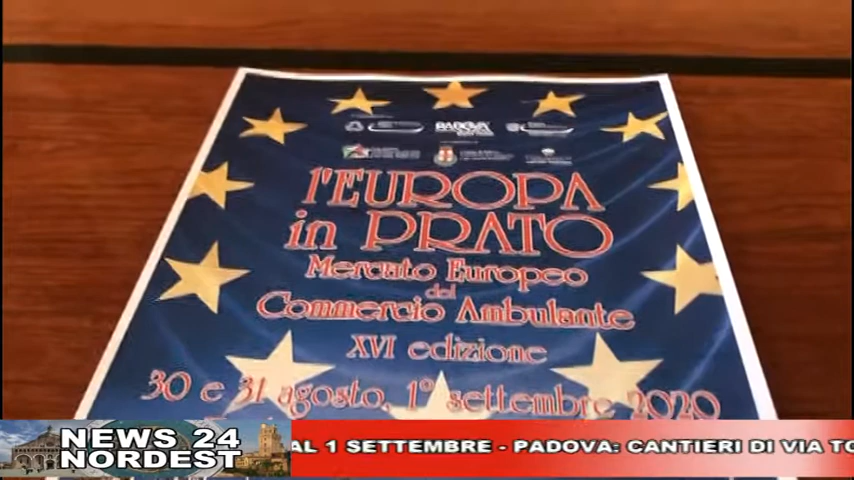 PADOVA
l'EUROPA
in PRATO
Mercato Europeo
del
Commercio Ambulante
XVI edizione
30 e 31 agosto, 1° settembre 2020
NEWS 24
NORDEST
AL 1 SETTEMBRE - PADOVA: CANTIERI DI VIA TO